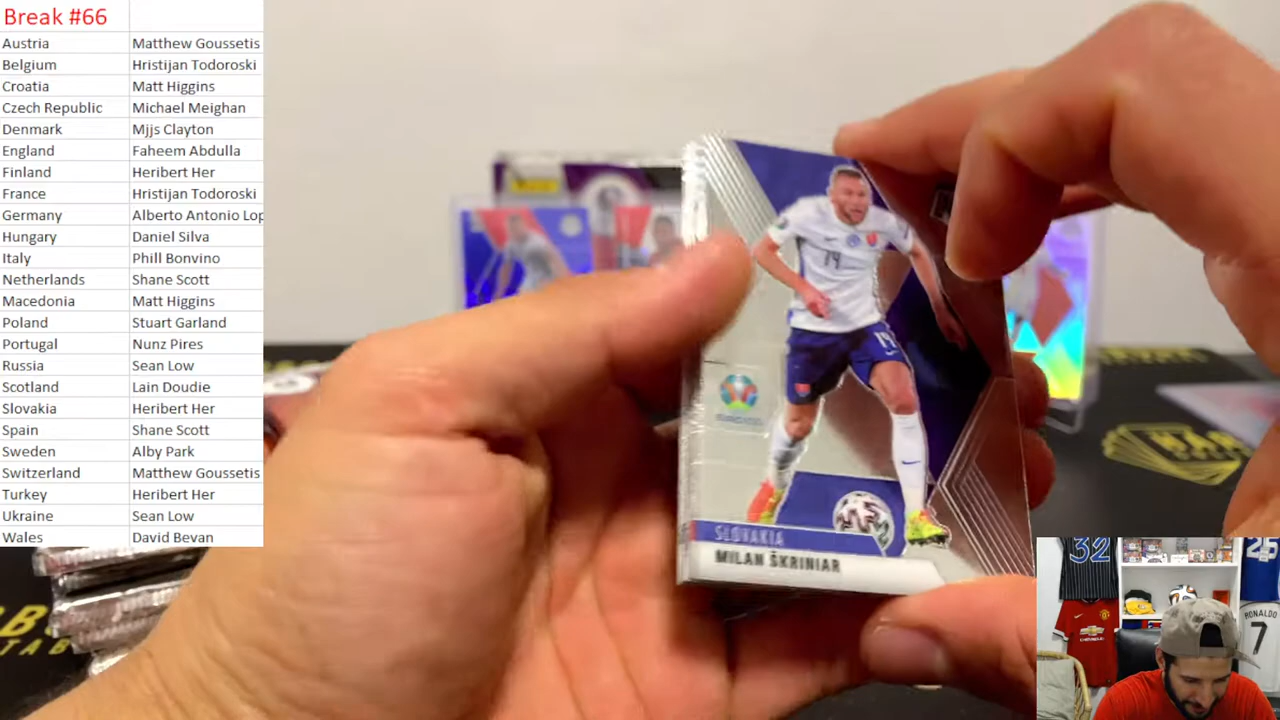 Break #66
Austria Matthew Goussetis
Belgium Hristijan Todoroski
Croatia Matt Higgins
Czech Republic Michael Meighan
Denmark Mjjs Clayton
England Faheem Abdulla
Finland Heribert Her
France Hristijan Todoroski
Germany Alberto Antonio Lop
Hungary Daniel Silva
Italy Phill Bonvino
Netherlands Shane Scott
Macedonia Matt Higgins
Poland Stuart Garland
Portugal Nunz Pires
Russia Sean Low
Scotland Lain Doudie
Slovakia Heribert Her
Spain Shane Scott
Sweden Alby Park
Switzerland Matthew Goussetis
Turkey Heribert Her
Ukraine Sean Low
Wales David Bevan
14
14
SLOVAKIA
MILAN ŠKRINIAR
32
25
RONALDO
7